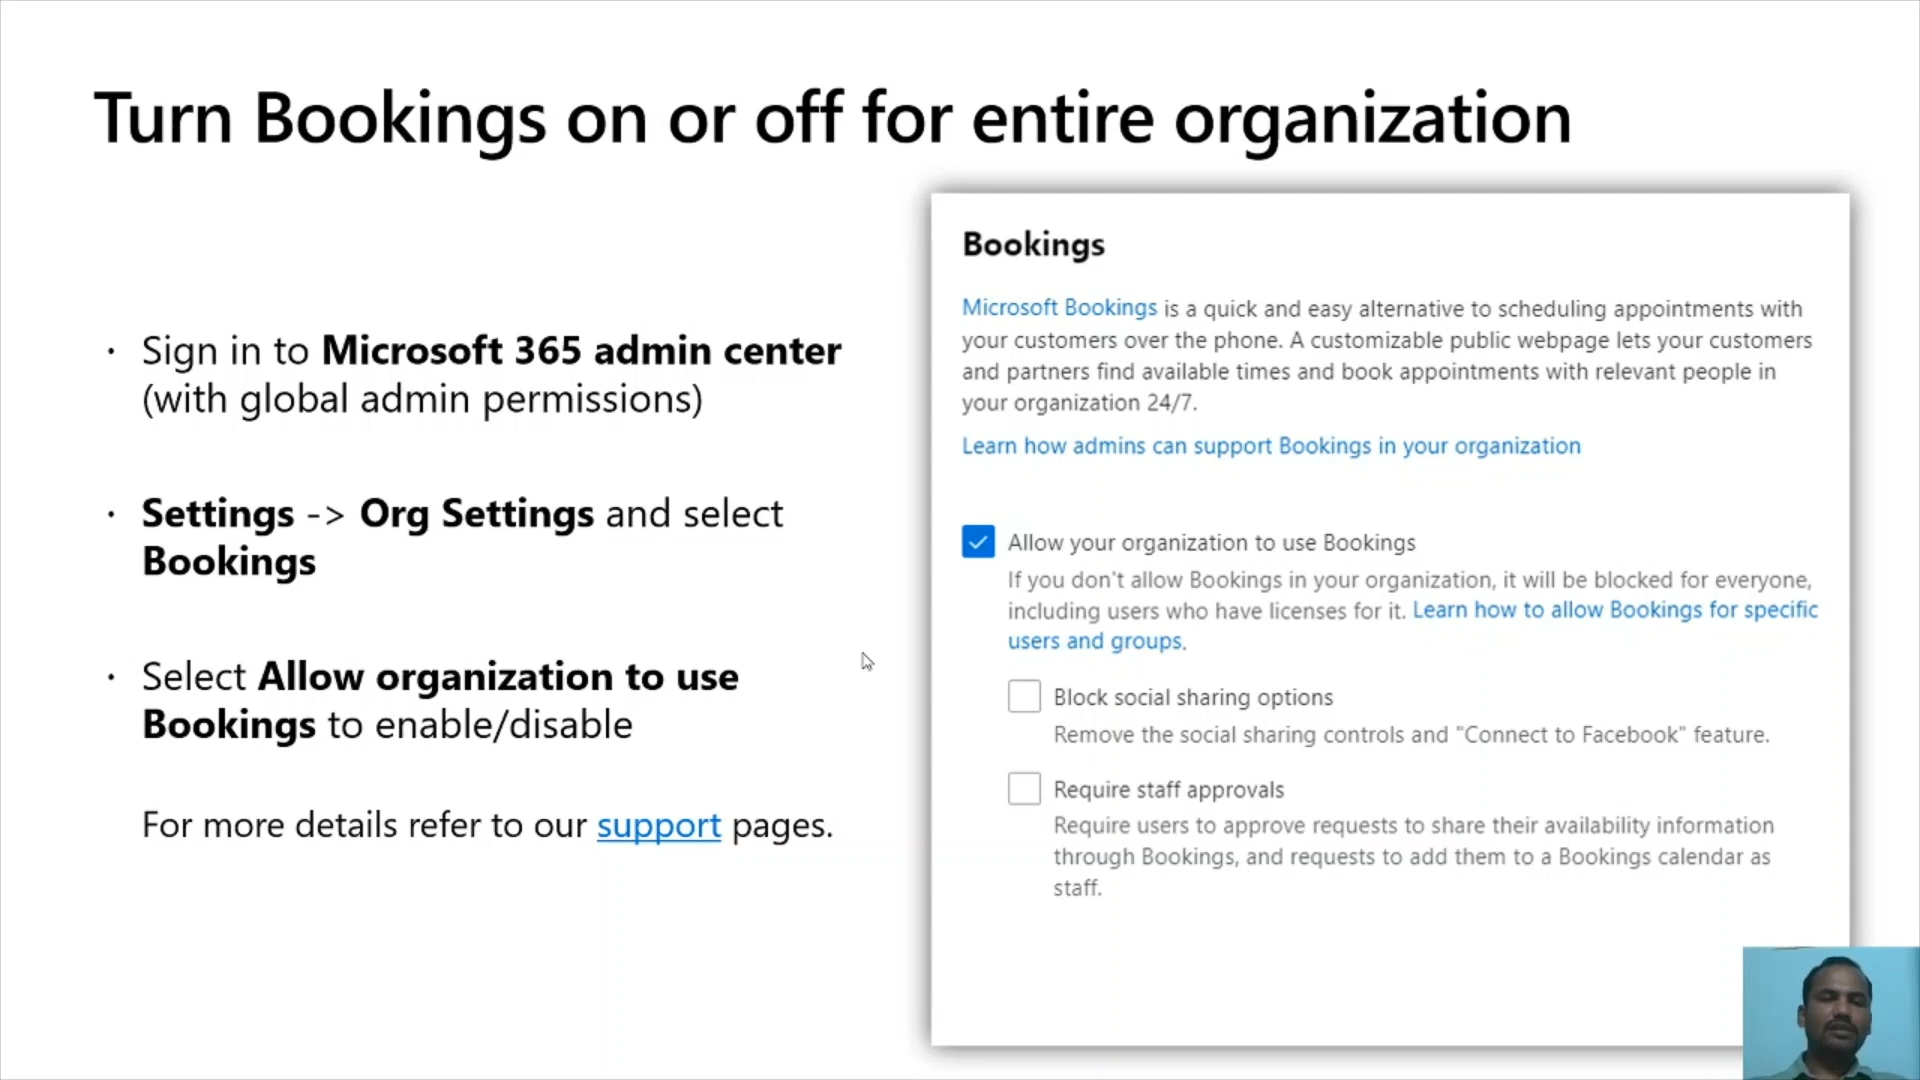 Turn Bookings on or off for entire organization
· Sign in to Microsoft 365 admin center
(with global admin permissions)
· Settings -> Org Settings and select
Bookings
· Select Allow organization to use
Bookings to enable/disable
For more details refer to our support pages.
Bookings
Microsoft Bookings is a quick and easy alternative to scheduling appointments with
your customers over the phone. A customizable public webpage lets your customers
and partners find available times and book appointments with relevant people in
your organization 24/7.
Learn how admins can support Bookings in your organization
Allow your organization to use Bookings
If you don't allow Bookings in your organization, it will be blocked for everyone,
including users who have licenses for it. Learn how to allow Bookings for specific
users and groups.
Block social sharing options
Remove the social sharing controls and "Connect to Facebook" feature.
Require staff approvals
Require users to approve requests to share their availability information
through Bookings, and requests to add them to a Bookings calendar as
staff.